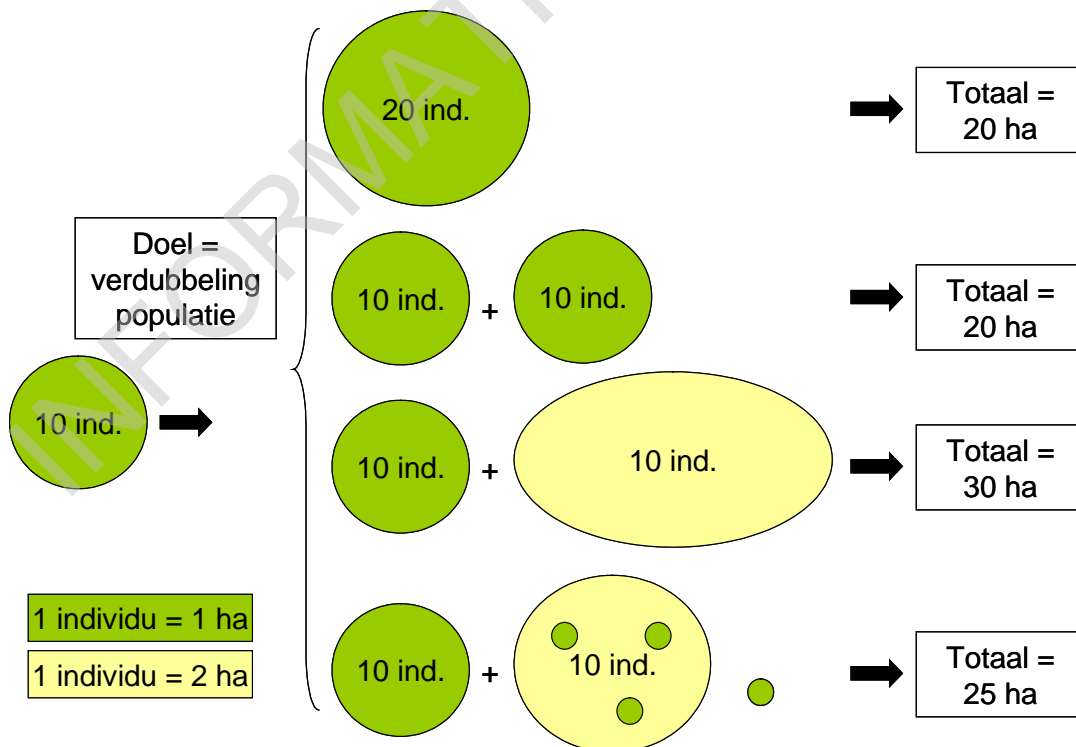 20 ind.
Totaal =
20 ha
Doel =
verdubbeling
populatie
10 ind.
+
10 ind.
Totaal =
20 ha
10 ind.
10 ind.
+
10 ind.
Totaal =
30 ha
1 individu = 1 ha
1 individu = 2 ha
10 ind.
+
10 ind.
Totaal =
25 ha
INFORMATI